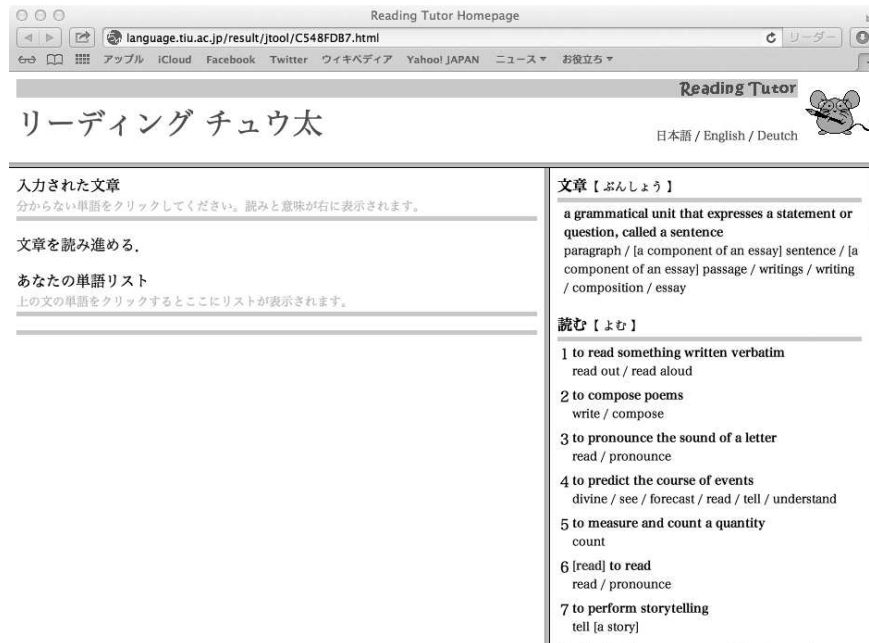 Reading Tutor Homepage
language.tiu.ac.jp/result/jtool/C548FDB7.html
リーダー
アップル iCloud Facebook Twitter ウィキペディア Yahoo! JAPAN ニュース▼ お役立ち▼
Reading Tutor
リーディング チュウ太
日本語 / English / Deutch
入力された文章
分からない単語をクリックしてください。読みと意味が右に表示されます。
文章を読み進める.
あなたの単語リスト
上の文の単語をクリックするとここにリストが表示されます。
文章【ぶんしょう】
a grammatical unit that expresses a statement or
question, called a sentence
paragraph / [a component of an essay] sentence / [a
component of an essay] passage / writings / writing
/ composition / essay
読む【よむ】
1 to read something written verbatim
read out / read aloud
2 to compose poems
write / compose
3 to pronounce the sound of a letter
read / pronounce
4 to predict the course of events
divine / see / forecast / read / tell / understand
5 to measure and count a quantity
count
6 [read] to read
read / pronounce
7 to perform storytelling
tell [a story]